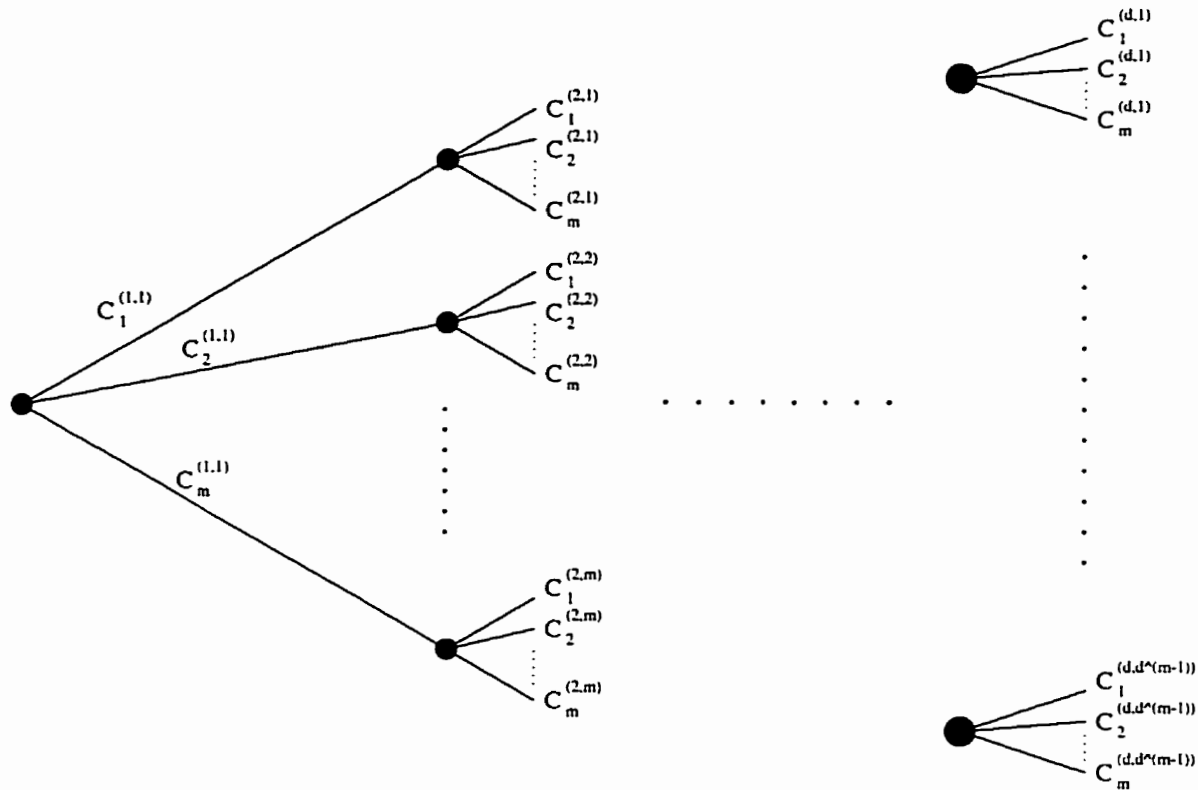 C_1^(1,1)
C_2^(1,1)
C_m^(1,1)
C_1^(2,1)
C_2^(2,1)
C_m^(2,1)
C_1^(2,2)
C_2^(2,2)
C_m^(2,2)
C_1^(2,m)
C_2^(2,m)
C_m^(2,m)
C_1^(d,1)
C_2^(d,1)
C_m^(d,1)
C_1^(d,d^(m-1))
C_2^(d,d^(m-1))
C_m^(d,d^(m-1))